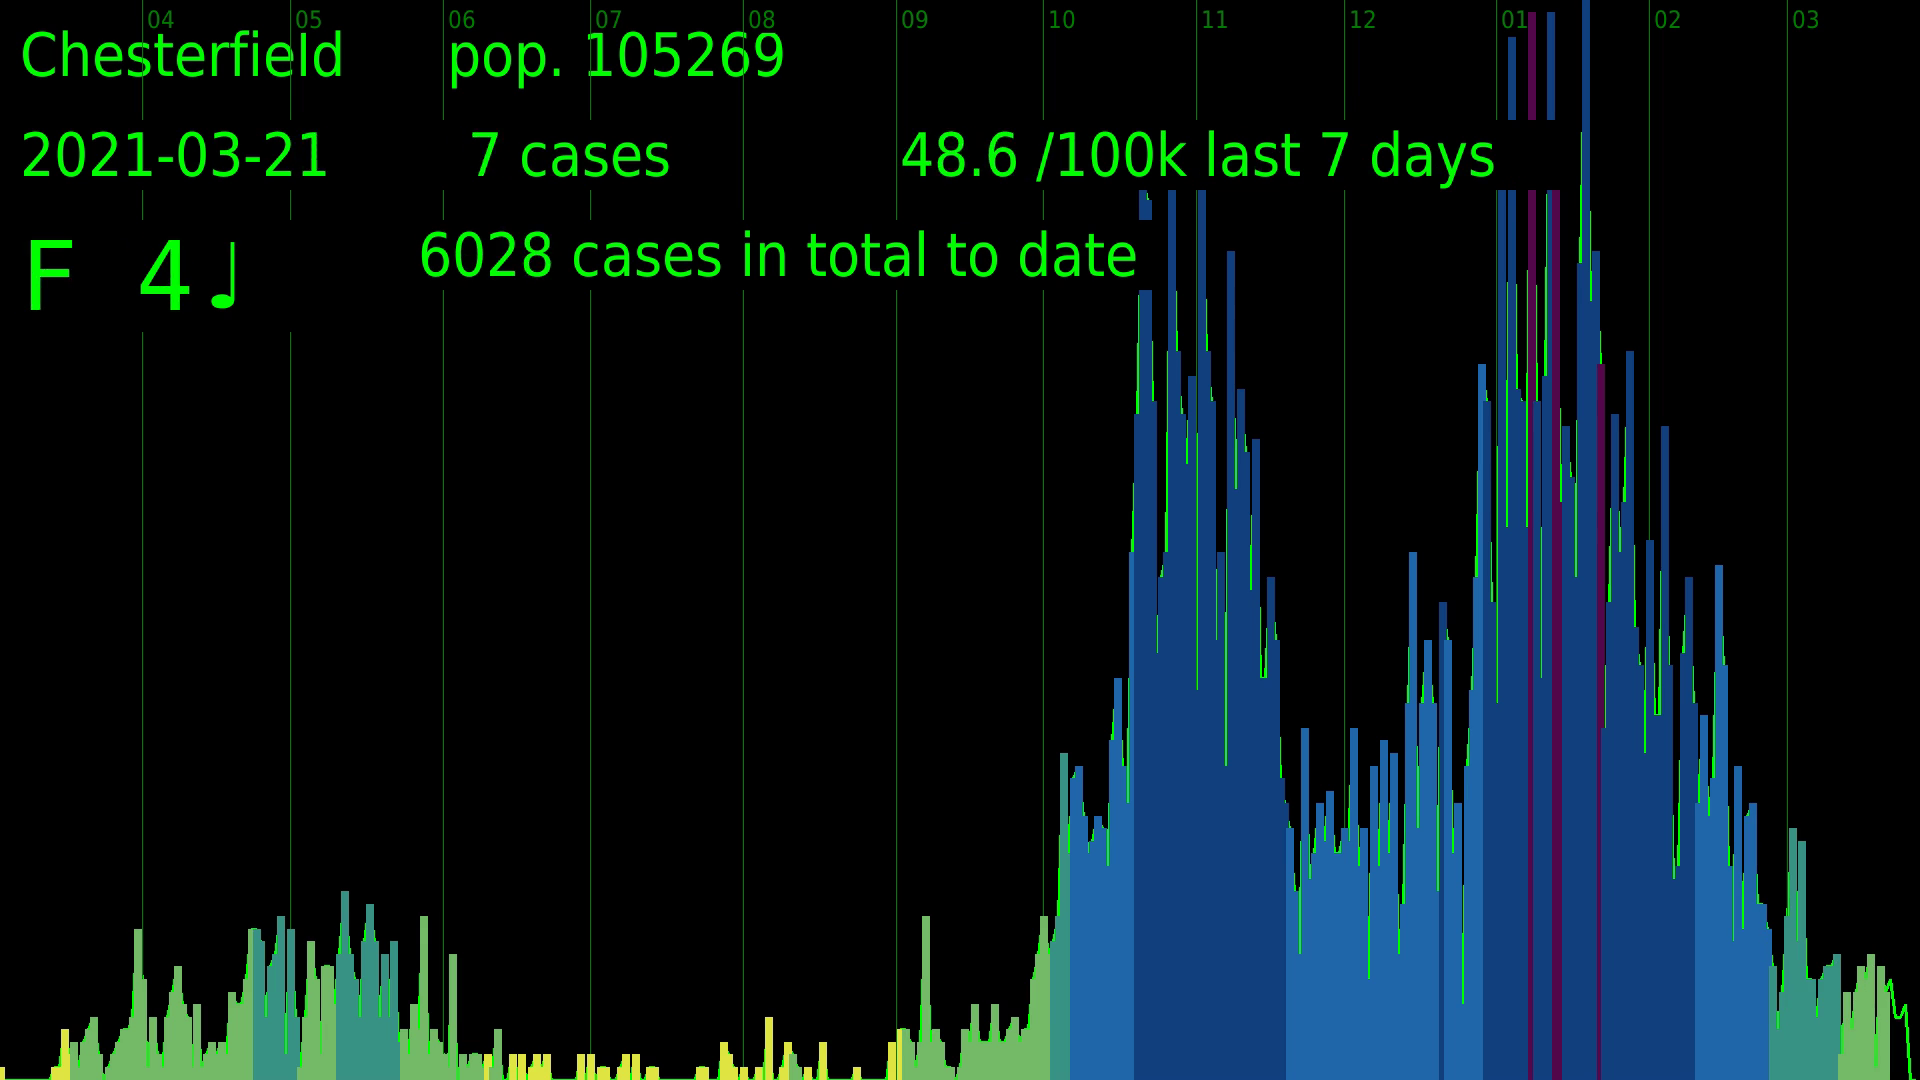 04 05 06 07 08 09 10 11 12 01 02 03
Chesterfield pop. 105269
2021-03-21 7 cases 48.6 /100k last 7 days
F 4♩ 6028 cases in total to date